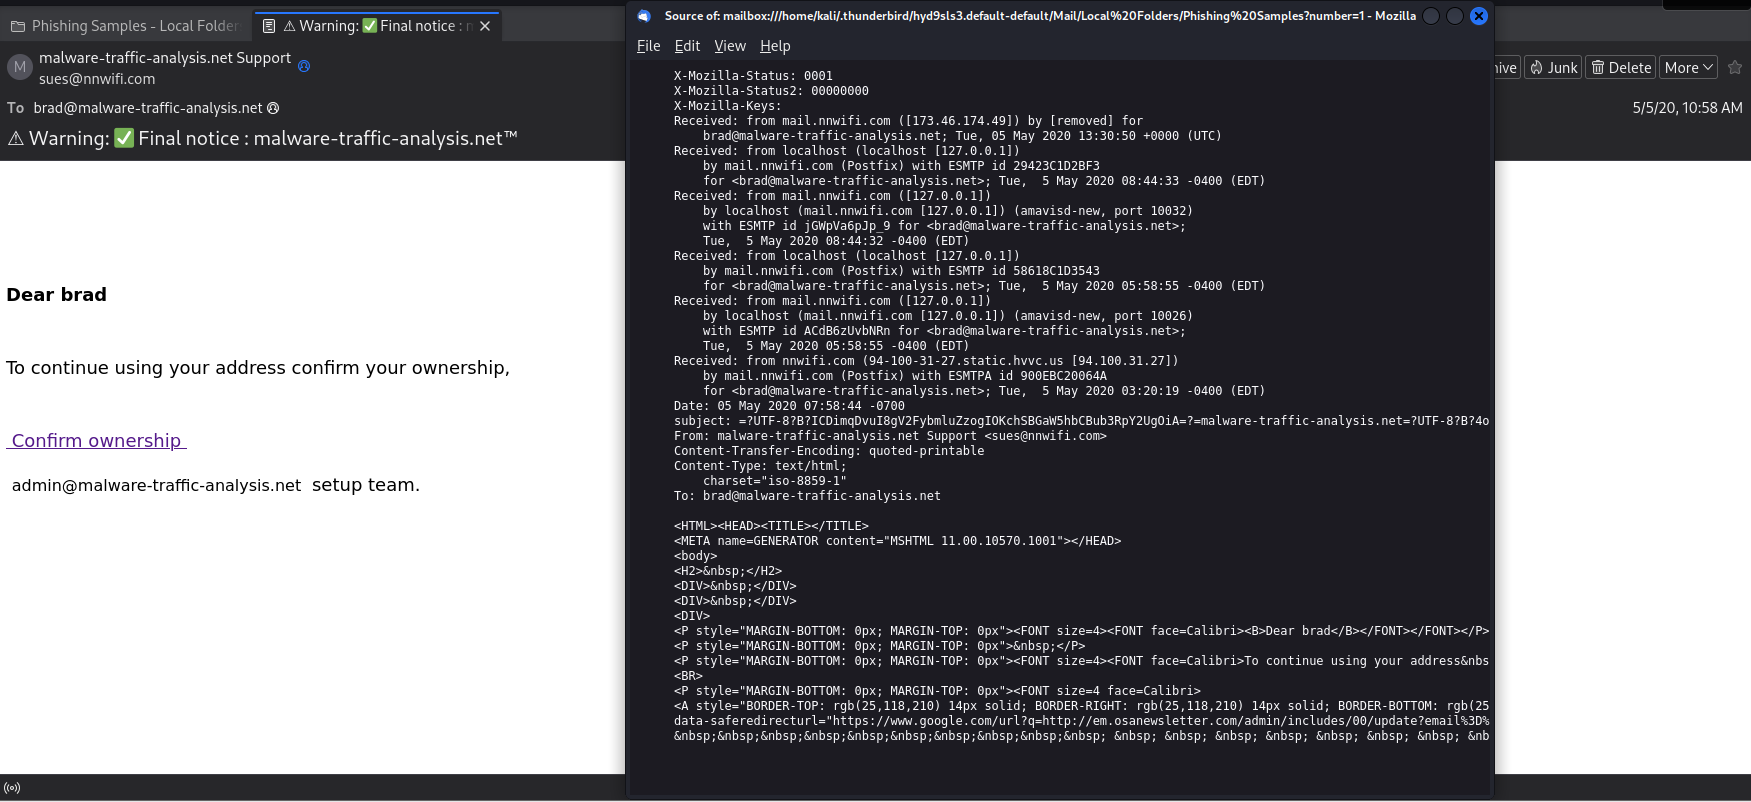 Phishing Samples - Local Folder
⚠ Warning: ✅ Final notice : n
M
malware-traffic-analysis.net Support
sues@nnwifi.com
To brad@malware-traffic-analysis.net
⚠ Warning: ✅ Final notice : malware-traffic-analysis.net™
Dear brad
To continue using your address confirm your ownership,
Confirm ownership
admin@malware-traffic-analysis.net setup team.
Source of: mailbox:///home/kali/.thunderbird/hyd9sls3.default-default/Mail/Local%20Folders/Phishing%20Samples?number=1 - Mozilla
File Edit View Help
X-Mozilla-Status: 0001
X-Mozilla-Status2: 00000000
X-Mozilla-Keys:
Received: from mail.nnwifi.com ([173.46.174.49]) by [removed] for
brad@malware-traffic-analysis.net; Tue, 05 May 2020 13:30:50 +0000 (UTC)
Received: from localhost (localhost [127.0.0.1])
by mail.nnwifi.com (Postfix) with ESMTP id 29423C1D2BF3
for <brad@malware-traffic-analysis.net>; Tue,  5 May 2020 08:44:33 -0400 (EDT)
Received: from mail.nnwifi.com ([127.0.0.1])
by localhost (mail.nnwifi.com [127.0.0.1]) (amavisd-new, port 10032)
with ESMTP id jGWpVa6pJp_9 for <brad@malware-traffic-analysis.net>;
Tue,  5 May 2020 08:44:32 -0400 (EDT)
Received: from localhost (localhost [127.0.0.1])
by mail.nnwifi.com (Postfix) with ESMTP id 58618C1D3543
for <brad@malware-traffic-analysis.net>; Tue,  5 May 2020 05:58:55 -0400 (EDT)
Received: from mail.nnwifi.com ([127.0.0.1])
by localhost (mail.nnwifi.com [127.0.0.1]) (amavisd-new, port 10026)
with ESMTP id ACdB6zUvbNRn for <brad@malware-traffic-analysis.net>;
Tue,  5 May 2020 05:58:55 -0400 (EDT)
Received: from nnwifi.com (94-100-31-27.static.hvvc.us [94.100.31.27])
by mail.nnwifi.com (Postfix) with ESMTPA id 900EBC20064A
for <brad@malware-traffic-analysis.net>; Tue,  5 May 2020 03:20:19 -0400 (EDT)
Date: 05 May 2020 07:58:44 -0700
subject: =?UTF-8?B?ICDimqDvuI8gV2FybmluZzogIOKchSBGaW5hbCBub3RpY2UgOiA=?=malware-traffic-analysis.net=?UTF-8?B?4o
From: malware-traffic-analysis.net Support <sues@nnwifi.com>
Content-Transfer-Encoding: quoted-printable
Content-Type: text/html;
charset="iso-8859-1"
To: brad@malware-traffic-analysis.net
<HTML><HEAD><TITLE></TITLE>
<META name=GENERATOR content="MSHTML 11.00.10570.1001"></HEAD>
<body>
<H2>&nbsp;</H2>
<DIV>&nbsp;</DIV>
<DIV>&nbsp;</DIV>
<DIV>
<P style="MARGIN-BOTTOM: 0px; MARGIN-TOP: 0px"><FONT size=4><FONT face=Calibri><B>Dear brad</B></FONT></FONT></P>
<P style="MARGIN-BOTTOM: 0px; MARGIN-TOP: 0px">&nbsp;</P>
<P style="MARGIN-BOTTOM: 0px; MARGIN-TOP: 0px"><FONT size=4><FONT face=Calibri>To continue using your address&nbs
<BR>
<P style="MARGIN-BOTTOM: 0px; MARGIN-TOP: 0px"><FONT size=4 face=Calibri>
<A style="BORDER-TOP: rgb(25,118,210) 14px solid; BORDER-RIGHT: rgb(25,118,210) 14px solid; BORDER-BOTTOM: rgb(25
data-saferedirecturl="https://www.google.com/url?q=http://em.osanewsletter.com/admin/includes/00/update?email%3D%
&nbsp;&nbsp;&nbsp;&nbsp;&nbsp;&nbsp;&nbsp;&nbsp;&nbsp;&nbsp; &nbsp; &nbsp; &nbsp; &nbsp; &nbsp; &nbsp; &nbsp; &nb
ive Junk Delete More
5/5/20, 10:58 AM